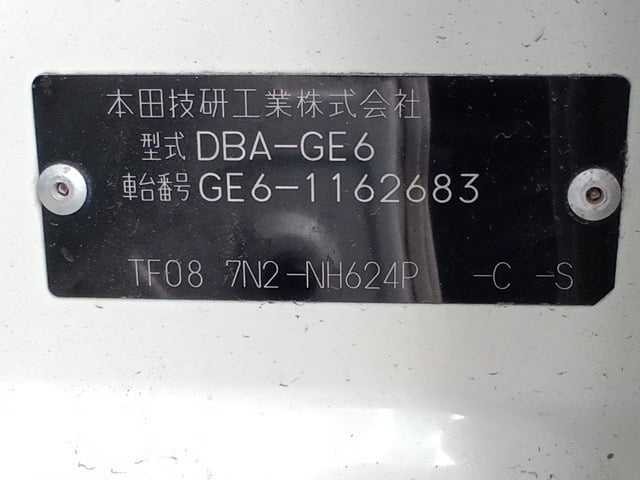 本田技研工業株式会社
型式 DBA-GE6
車台番号 GE6-1162683
TF08 7N2-NH624P -C -S